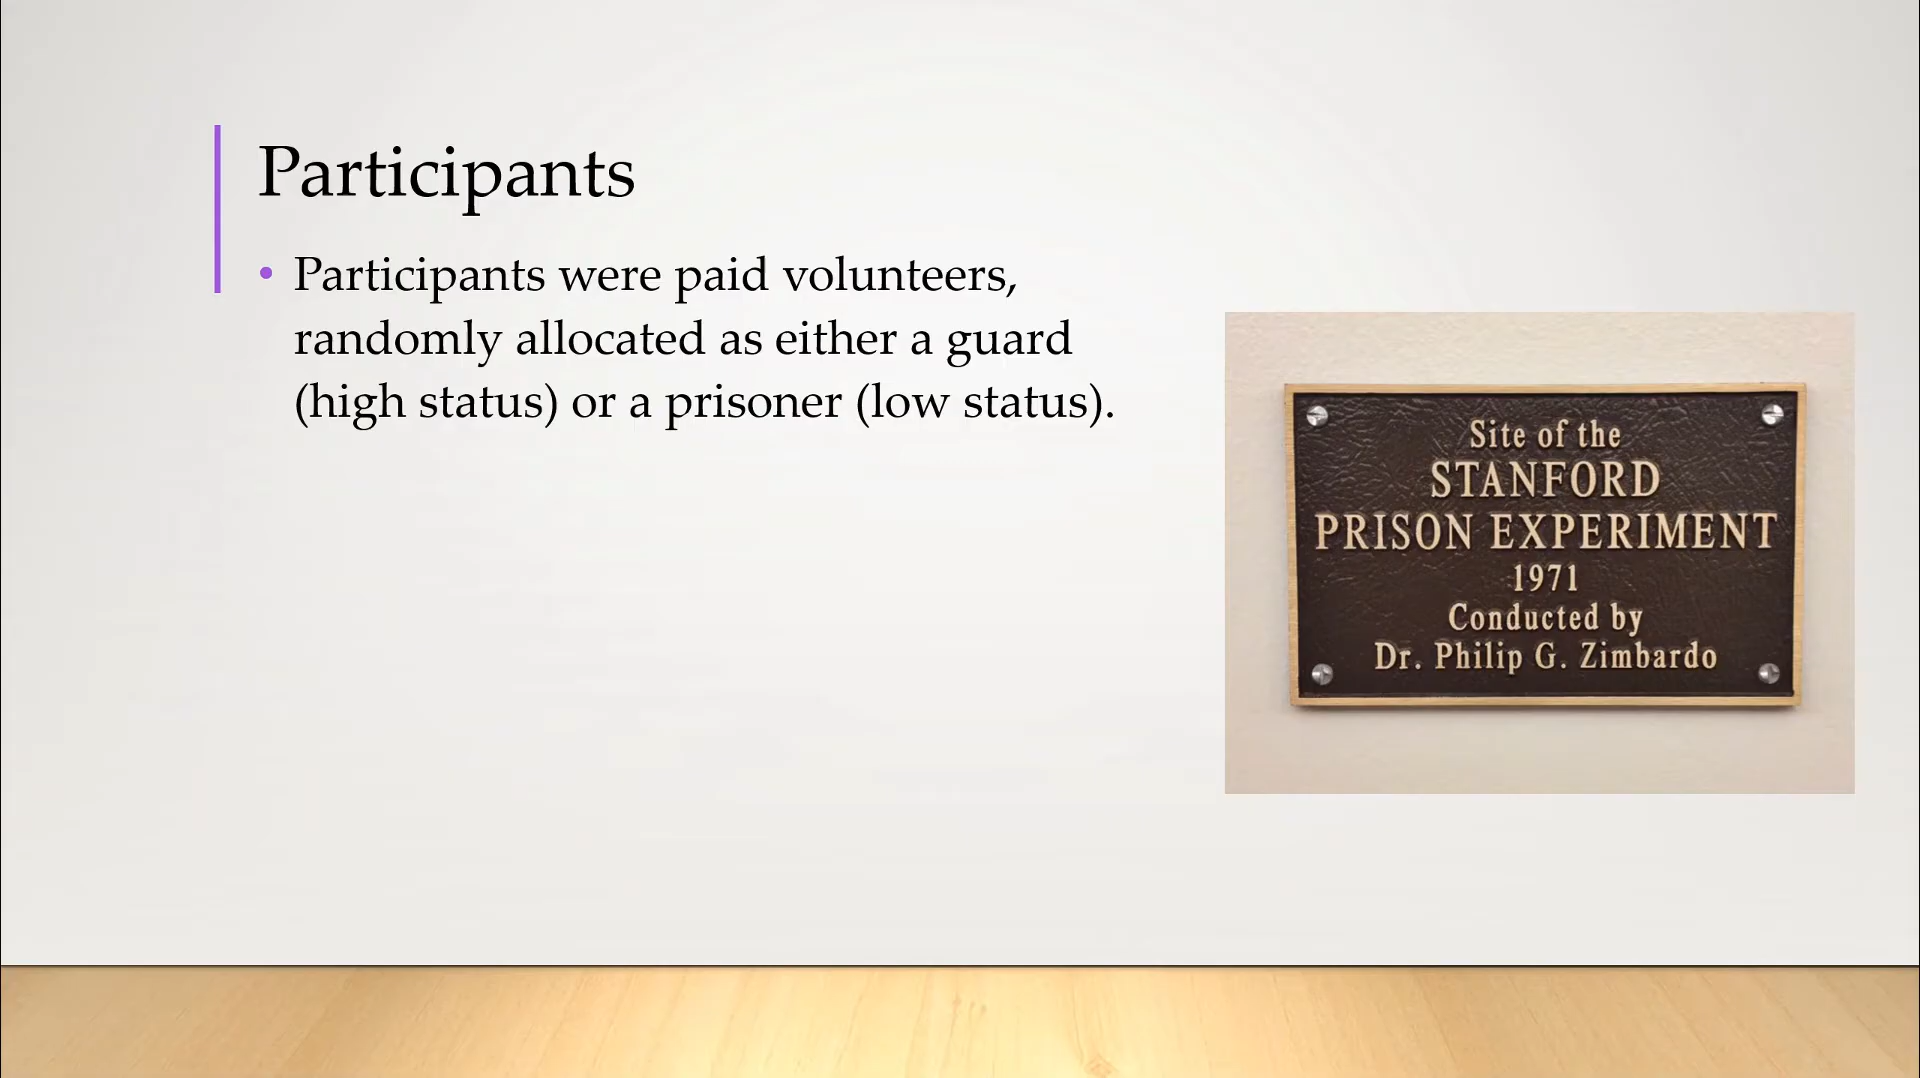 Participants
• Participants were paid volunteers,
randomly allocated as either a guard
(high status) or a prisoner (low status).
Site of the
STANFORD
PRISON EXPERIMENT
1971
Conducted by
Dr. Philip G. Zimbardo